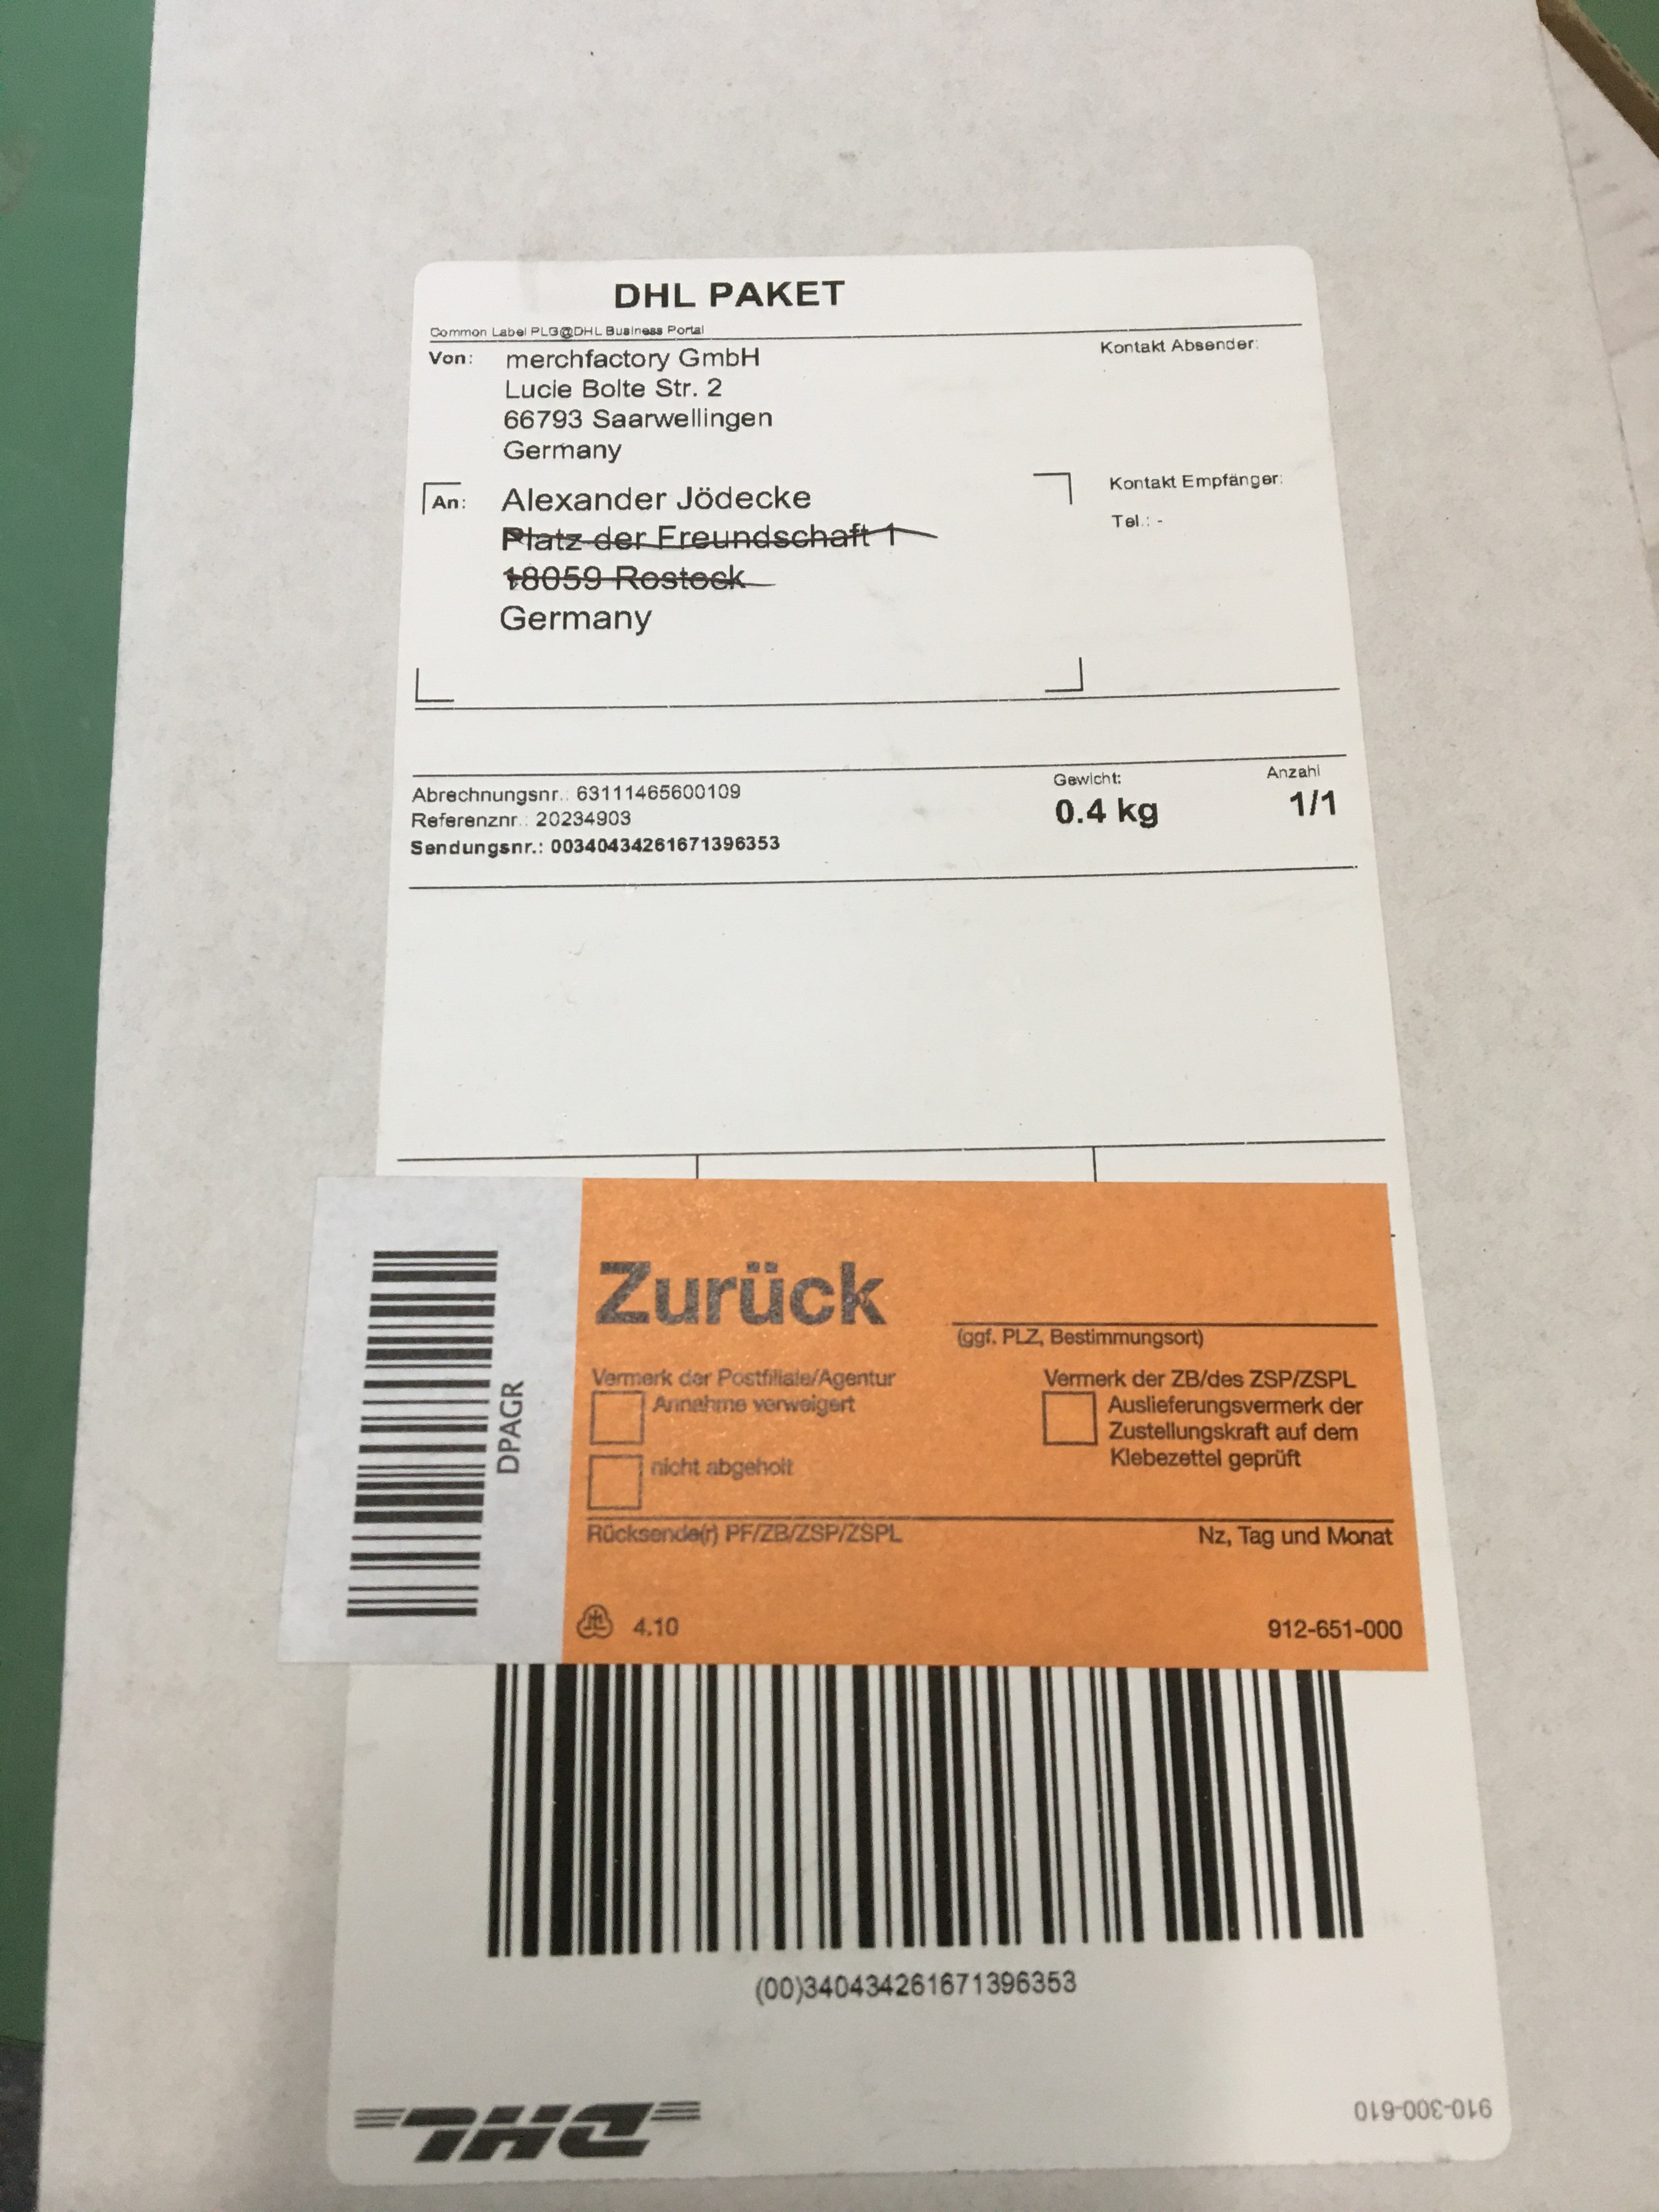 DHL PAKET
Common Label PLG@DHL Business Portal
Von: merchfactory GmbH
Kontakt Absender:
Lucie Bolte Str. 2
66793 Saarwellingen
Germany
An: Alexander Jödecke
Kontakt Empfänger:
Platz der Freundschaft 1
Tel.: -
18059 Rostock
Germany
Abrechnungsnr.: 63111465600109
Gewicht:
Anzahl
Referenznr.: 20234903
0.4 kg
1/1
Sendungsnr.: 00340434261671396353
DPAGR
Zurück
(ggf. PLZ, Bestimmungsort)
Vermerk der Postfiliale/Agentur
Annahme verweigert
nicht abgeholt
Vermerk der ZB/des ZSP/ZSPL
Auslieferungsvermerk der
Zustellungskraft auf dem
Klebezettel geprüft
Rücksende(r) PF/ZB/ZSP/ZSPL
Nz, Tag und Monat
4.10
912-651-000
(00)340434261671396353
DHL
910-300-610